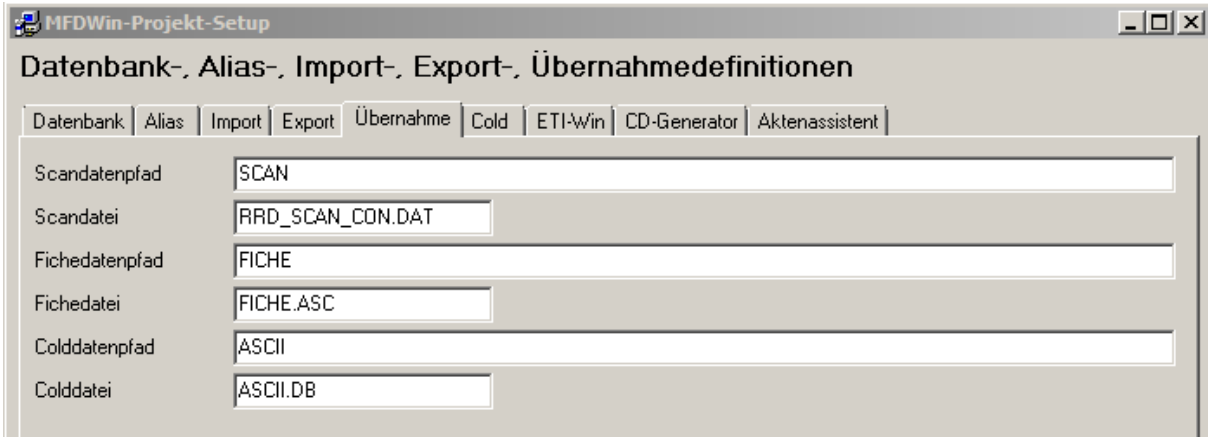 MFDWin-Projekt-Setup
Datenbank-, Alias-, Import-, Export-, Übernahmedefinitionen
Datenbank Alias Import Export Übernahme Cold ETI-Win CD-Generator Aktenassistent
Scandatenpfad SCAN
Scandatei RRD_SCAN_CON.DAT
Fichedatenpfad FICHE
Fichedatei FICHE.ASC
Colddatenpfad ASCII
Colddatei ASCII.DB